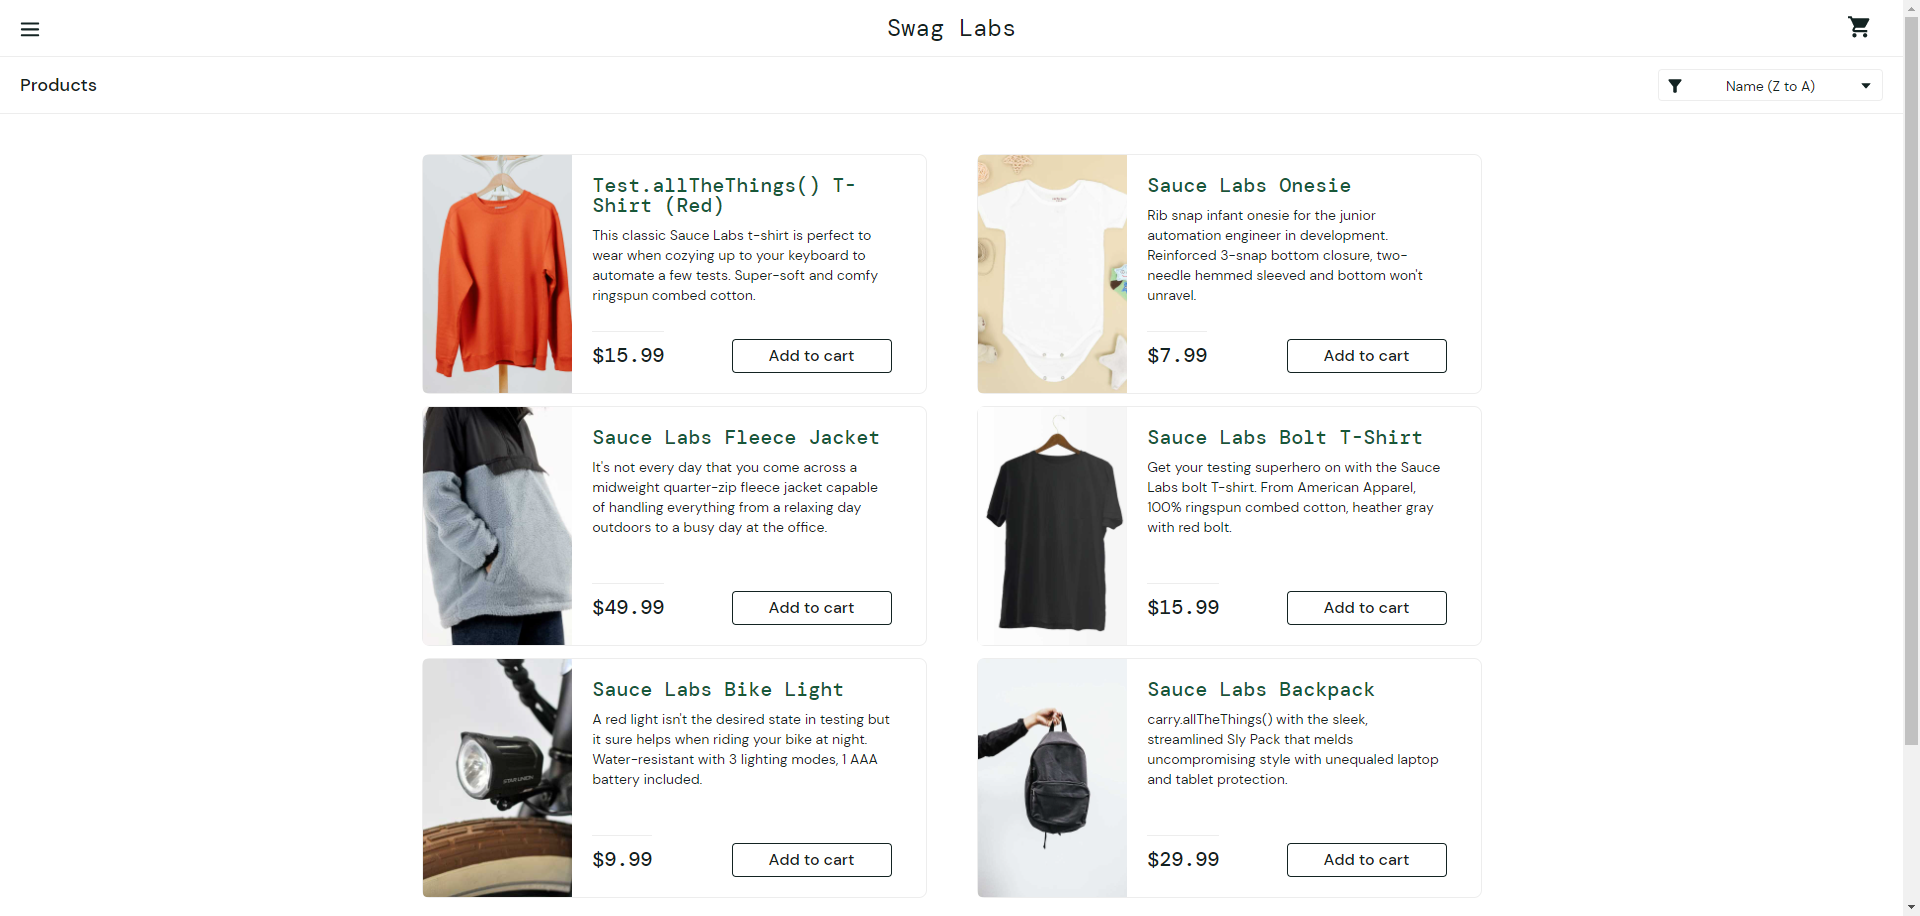 Swag Labs
Products
Name (Z to A)
Test.allTheThings() T-
Shirt (Red)
This classic Sauce Labs t-shirt is perfect to
wear when cozying up to your keyboard to
automate a few tests. Super-soft and comfy
ringspun combed cotton.
$15.99
Add to cart
Sauce Labs Onesie
Rib snap infant onesie for the junior
automation engineer in development.
Reinforced 3-snap bottom closure, two-
needle hemmed sleeved and bottom won't
unravel.
$7.99
Add to cart
Sauce Labs Fleece Jacket
It's not every day that you come across a
midweight quarter-zip fleece jacket capable
of handling everything from a relaxing day
outdoors to a busy day at the office.
$49.99
Add to cart
Sauce Labs Bolt T-Shirt
Get your testing superhero on with the Sauce
Labs bolt T-shirt. From American Apparel,
100% ringspun combed cotton, heather gray
with red bolt.
$15.99
Add to cart
Sauce Labs Bike Light
A red light isn't the desired state in testing but
it sure helps when riding your bike at night.
Water-resistant with 3 lighting modes, 1 AAA
battery included.
$9.99
Add to cart
Sauce Labs Backpack
carry.allTheThings() with the sleek,
streamlined Sly Pack that melds
uncompromising style with unequaled laptop
and tablet protection.
$29.99
Add to cart